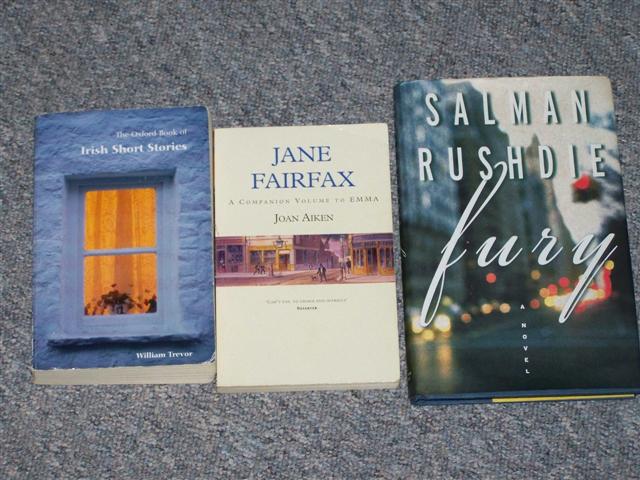 The Oxford Book of
Irish Short Stories
William Trevor
JANE
FAIRFAX
A COMPANION VOLUME TO EMMA
JOAN AIKEN
OBSERVER
SALMAN
RUSHDIE
fury
A NOVEL